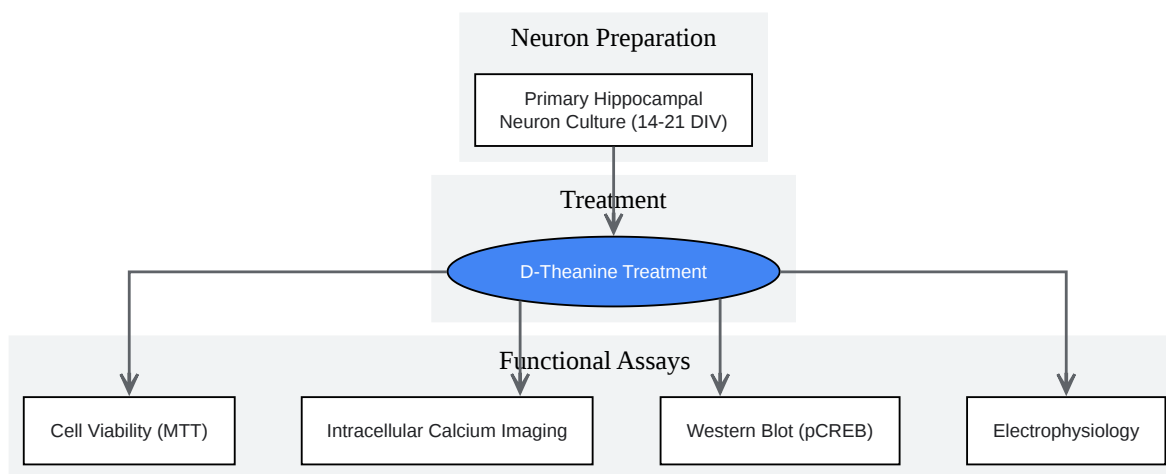 Neuron Preparation
Primary Hippocampal
Neuron Culture (14-21 DIV)
Treatment
D-Theanine Treatment
Functional Assays
Cell Viability (MTT)
Intracellular Calcium Imaging
Western Blot (pCREB)
Electrophysiology